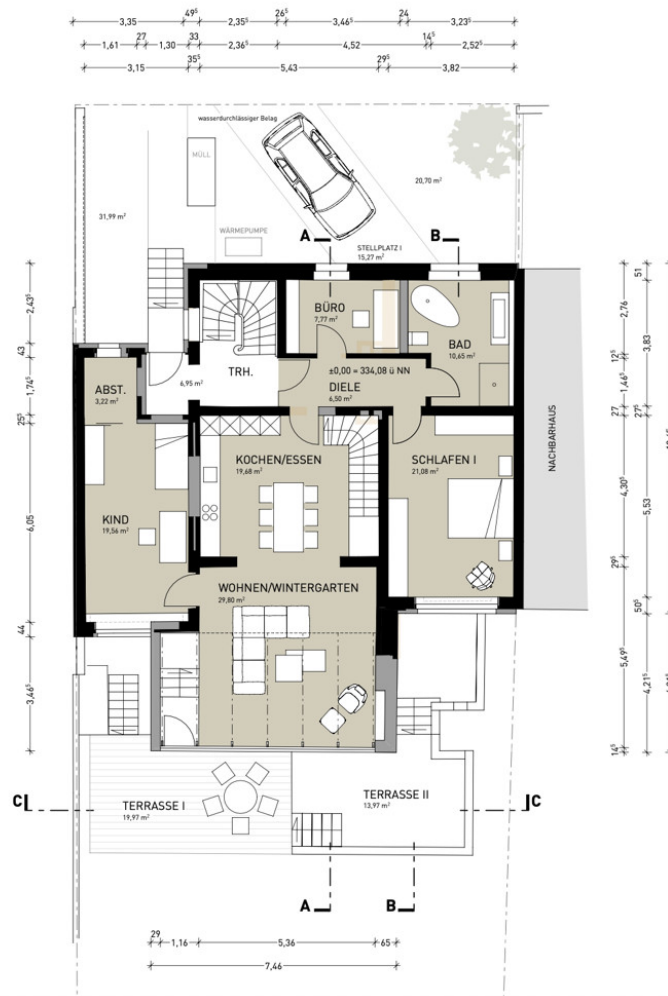 3,35
49⁵
2,35⁵
26⁵
3,46⁵
24
3,23⁵
1,61
27
1,30
33
2,36⁵
4,52
14⁵
2,52⁵
3,15
35⁵
5,43
29⁵
3,82
wasserdurchlässiger Belag
MÜLL
20,70 m²
31,99 m²
WÄRMEPUMPE
A
B
STELLPLATZ I
15,27 m²
BÜRO
7,77 m²
BAD
10,65 m²
TRH.
6,95 m²
±0,00 = 334,08 ü NN
DIELE
6,50 m²
ABST.
3,22 m²
KOCHEN/ESSEN
19,68 m²
SCHLAFEN I
21,08 m²
NACHBARHAUS
KIND
19,56 m²
WOHNEN/WINTERGARTEN
29,80 m²
2,43⁵
43
1,74⁵
25⁵
6,05
44
3,46⁵
2,76
12⁵
1,46⁵
27
4,30⁵
29⁵
5,49⁵
14⁵
51
3,83
27⁵
5,53
50⁵
4,21⁵
C
TERRASSE I
19,97 m²
TERRASSE II
13,97 m²
C
A
B
29
1,16
5,36
65
7,46